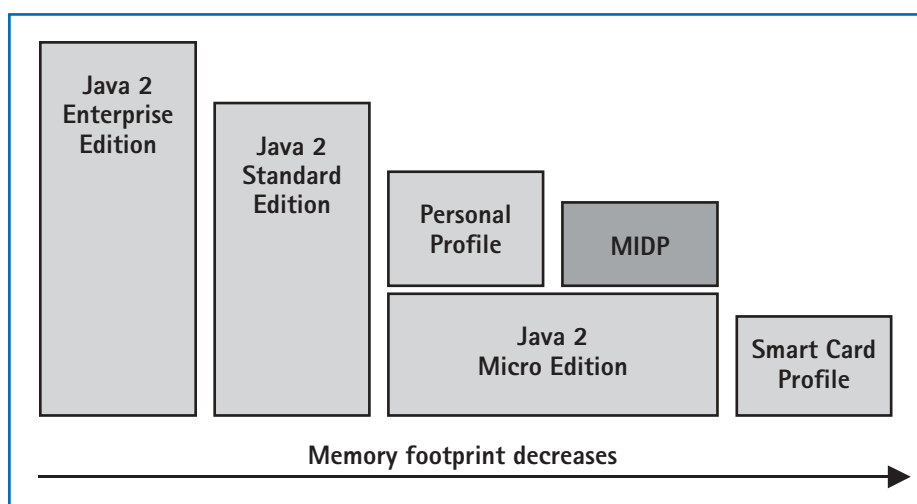 Java 2
Enterprise
Edition
Java 2
Standard
Edition
Personal
Profile
MIDP
Java 2
Micro Edition
Smart Card
Profile
Memory footprint decreases